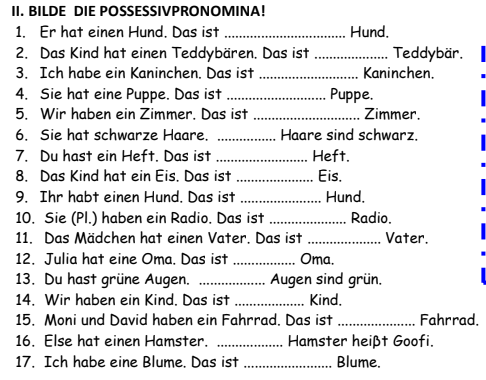 II. BILDE DIE POSSESSIVPRONOMINA!
1. Er hat einen Hund. Das ist .................................. Hund.
2. Das Kind hat einen Teddybären. Das ist .................... Teddybär.
3. Ich habe ein Kaninchen. Das ist ........................... Kaninchen.
4. Sie hat eine Puppe. Das ist ........................... Puppe.
5. Wir haben ein Zimmer. Das ist ................................. Zimmer.
6. Sie hat schwarze Haare. ................ Haare sind schwarz.
7. Du hast ein Heft. Das ist ......................... Heft.
8. Das Kind hat ein Eis. Das ist ..................... Eis.
9. Ihr habt einen Hund. Das ist .......................... Hund.
10. Sie (Pl.) haben ein Radio. Das ist ..................... Radio.
11. Das Mädchen hat einen Vater. Das ist .................... Vater.
12. Julia hat eine Oma. Das ist ................. Oma.
13. Du hast grüne Augen. .................. Augen sind grün.
14. Wir haben ein Kind. Das ist ................... Kind.
15. Moni und David haben ein Fahrrad. Das ist ..................... Fahrrad.
16. Else hat einen Hamster. .................. Hamster heiβt Goofi.
17. Ich habe eine Blume. Das ist ........................ Blume.